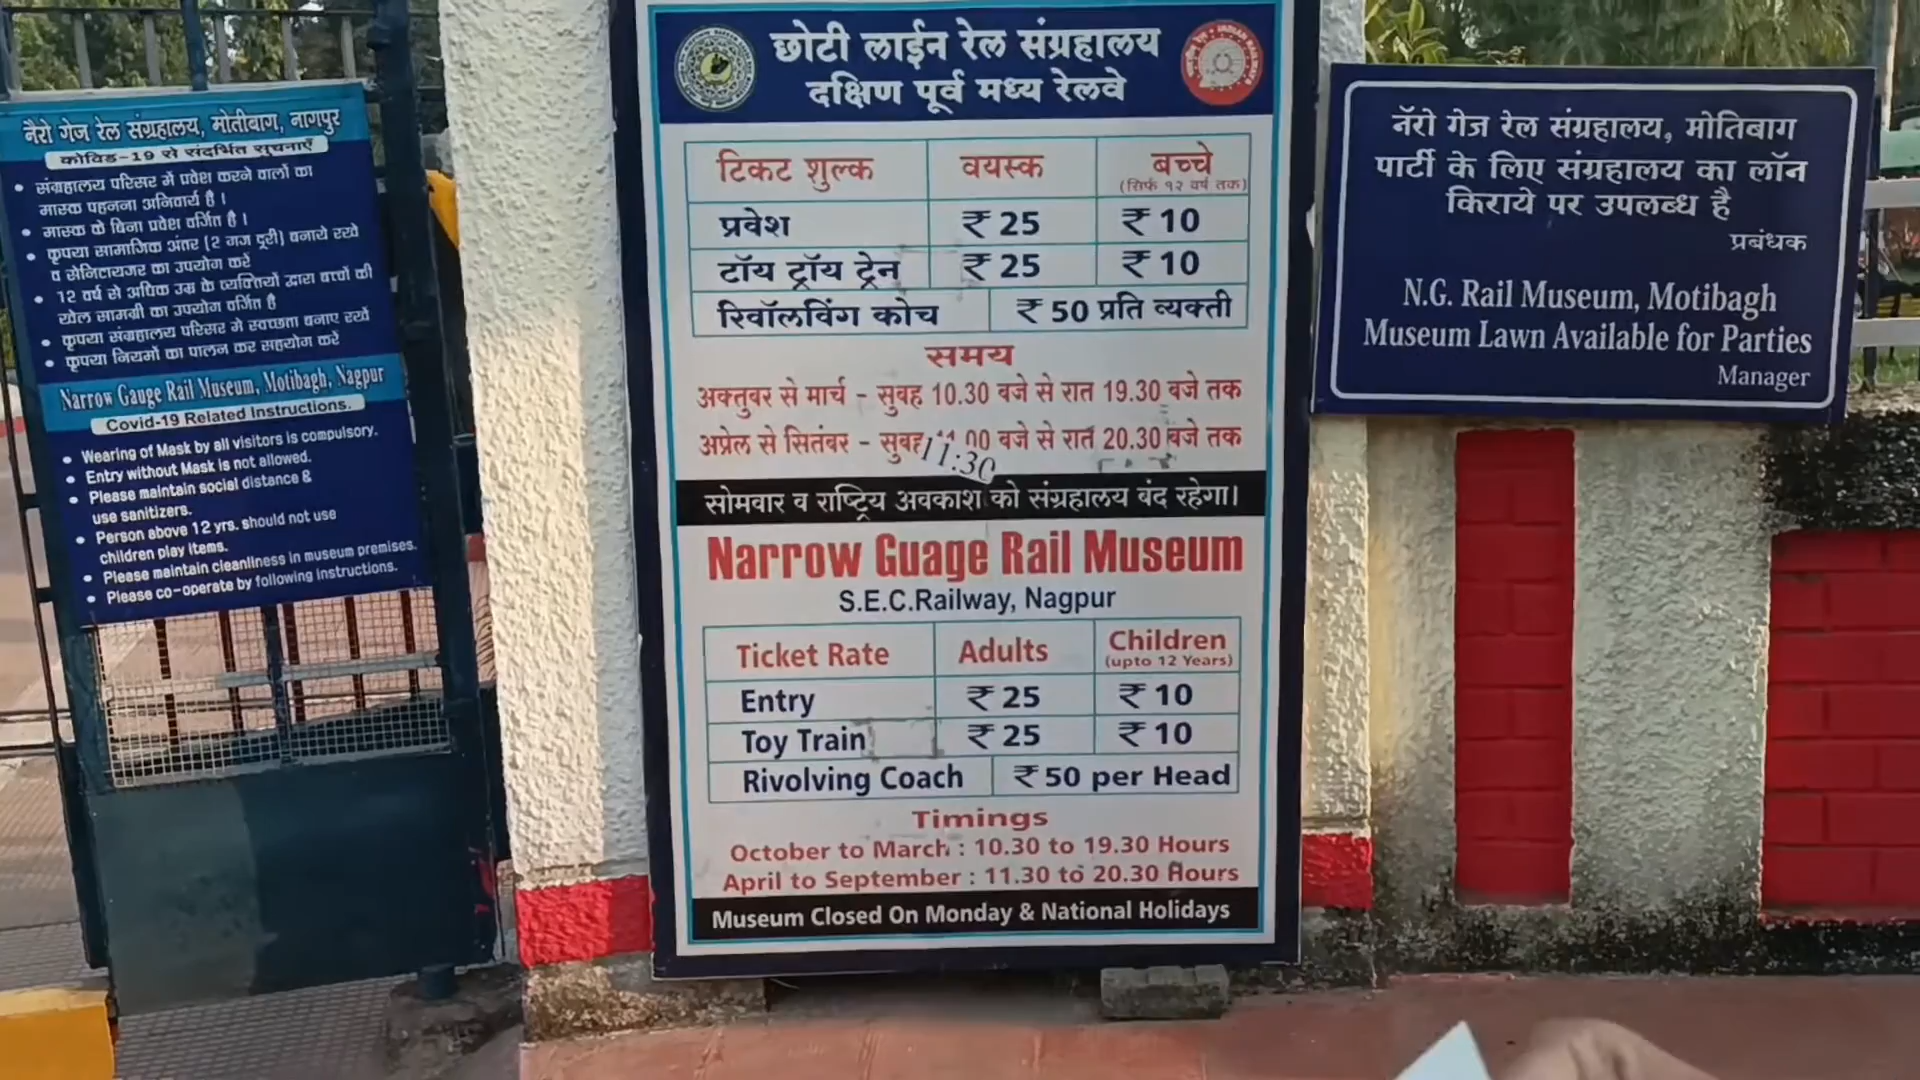 नैरो गेज रेल संग्रहालय, मोतीबाग, नागपुर
कोविड-19 से संदर्भित सूचनाएँ
• संग्रहालय परिसर में प्रवेश करने वालों का
मास्क पहनना अनिवार्य है ।
• मास्क के बिना प्रवेश वर्जित है ।
• कृपया सामाजिक अंतर (2 गज दूरी) बनाये रखे
व सेनिटायजर का उपयोग करें
• 12 वर्ष से अधिक उम्र के व्यक्तियों द्वारा बच्चों की
खेल सामग्री का उपयोग वर्जित है
• कृपया संग्रहालय परिसर मे स्वच्छता बनाए रखें
• कृपया नियमों का पालन कर सहयोग करें
Narrow Gauge Rail Museum, Motibagh, Nagpur
Covid-19 Related Instructions.
• Wearing of Mask by all visitors is compulsory.
• Entry without Mask is not allowed.
• Please maintain social distance &
use sanitizers.
• Person above 12 yrs. should not use
children play items.
• Please maintain cleanliness in museum premises.
• Please co-operate by following instructions.
छोटी लाईन रेल संग्रहालय
दक्षिण पूर्व मध्य रेलवे
टिकट शुल्क वयस्क बच्चे
(सिर्फ १२ वर्ष तक)
प्रवेश ₹ 25 ₹ 10
टॉय ट्रॉय ट्रेन ₹ 25 ₹ 10
रिवॉलविंग कोच ₹ 50 प्रति व्यक्ती
समय
अक्तुबर से मार्च - सुबह 10.30 बजे से रात 19.30 बजे तक
अप्रेल से सितंबर - सुबह 11.00 बजे से रात 20.30 बजे तक
11:30
सोमवार व राष्ट्रिय अवकाश को संग्रहालय बंद रहेगा।
Narrow Guage Rail Museum
S.E.C.Railway, Nagpur
Ticket Rate Adults Children
(upto 12 Years)
Entry ₹ 25 ₹ 10
Toy Train ₹ 25 ₹ 10
Rivolving Coach ₹ 50 per Head
Timings
October to March : 10.30 to 19.30 Hours
April to September : 11.30 to 20.30 Hours
Museum Closed On Monday & National Holidays
नॅरो गेज रेल संग्रहालय, मोतिबाग
पार्टी के लिए संग्रहालय का लॉन
किराये पर उपलब्ध है
प्रबंधक
N.G. Rail Museum, Motibagh
Museum Lawn Available for Parties
Manager